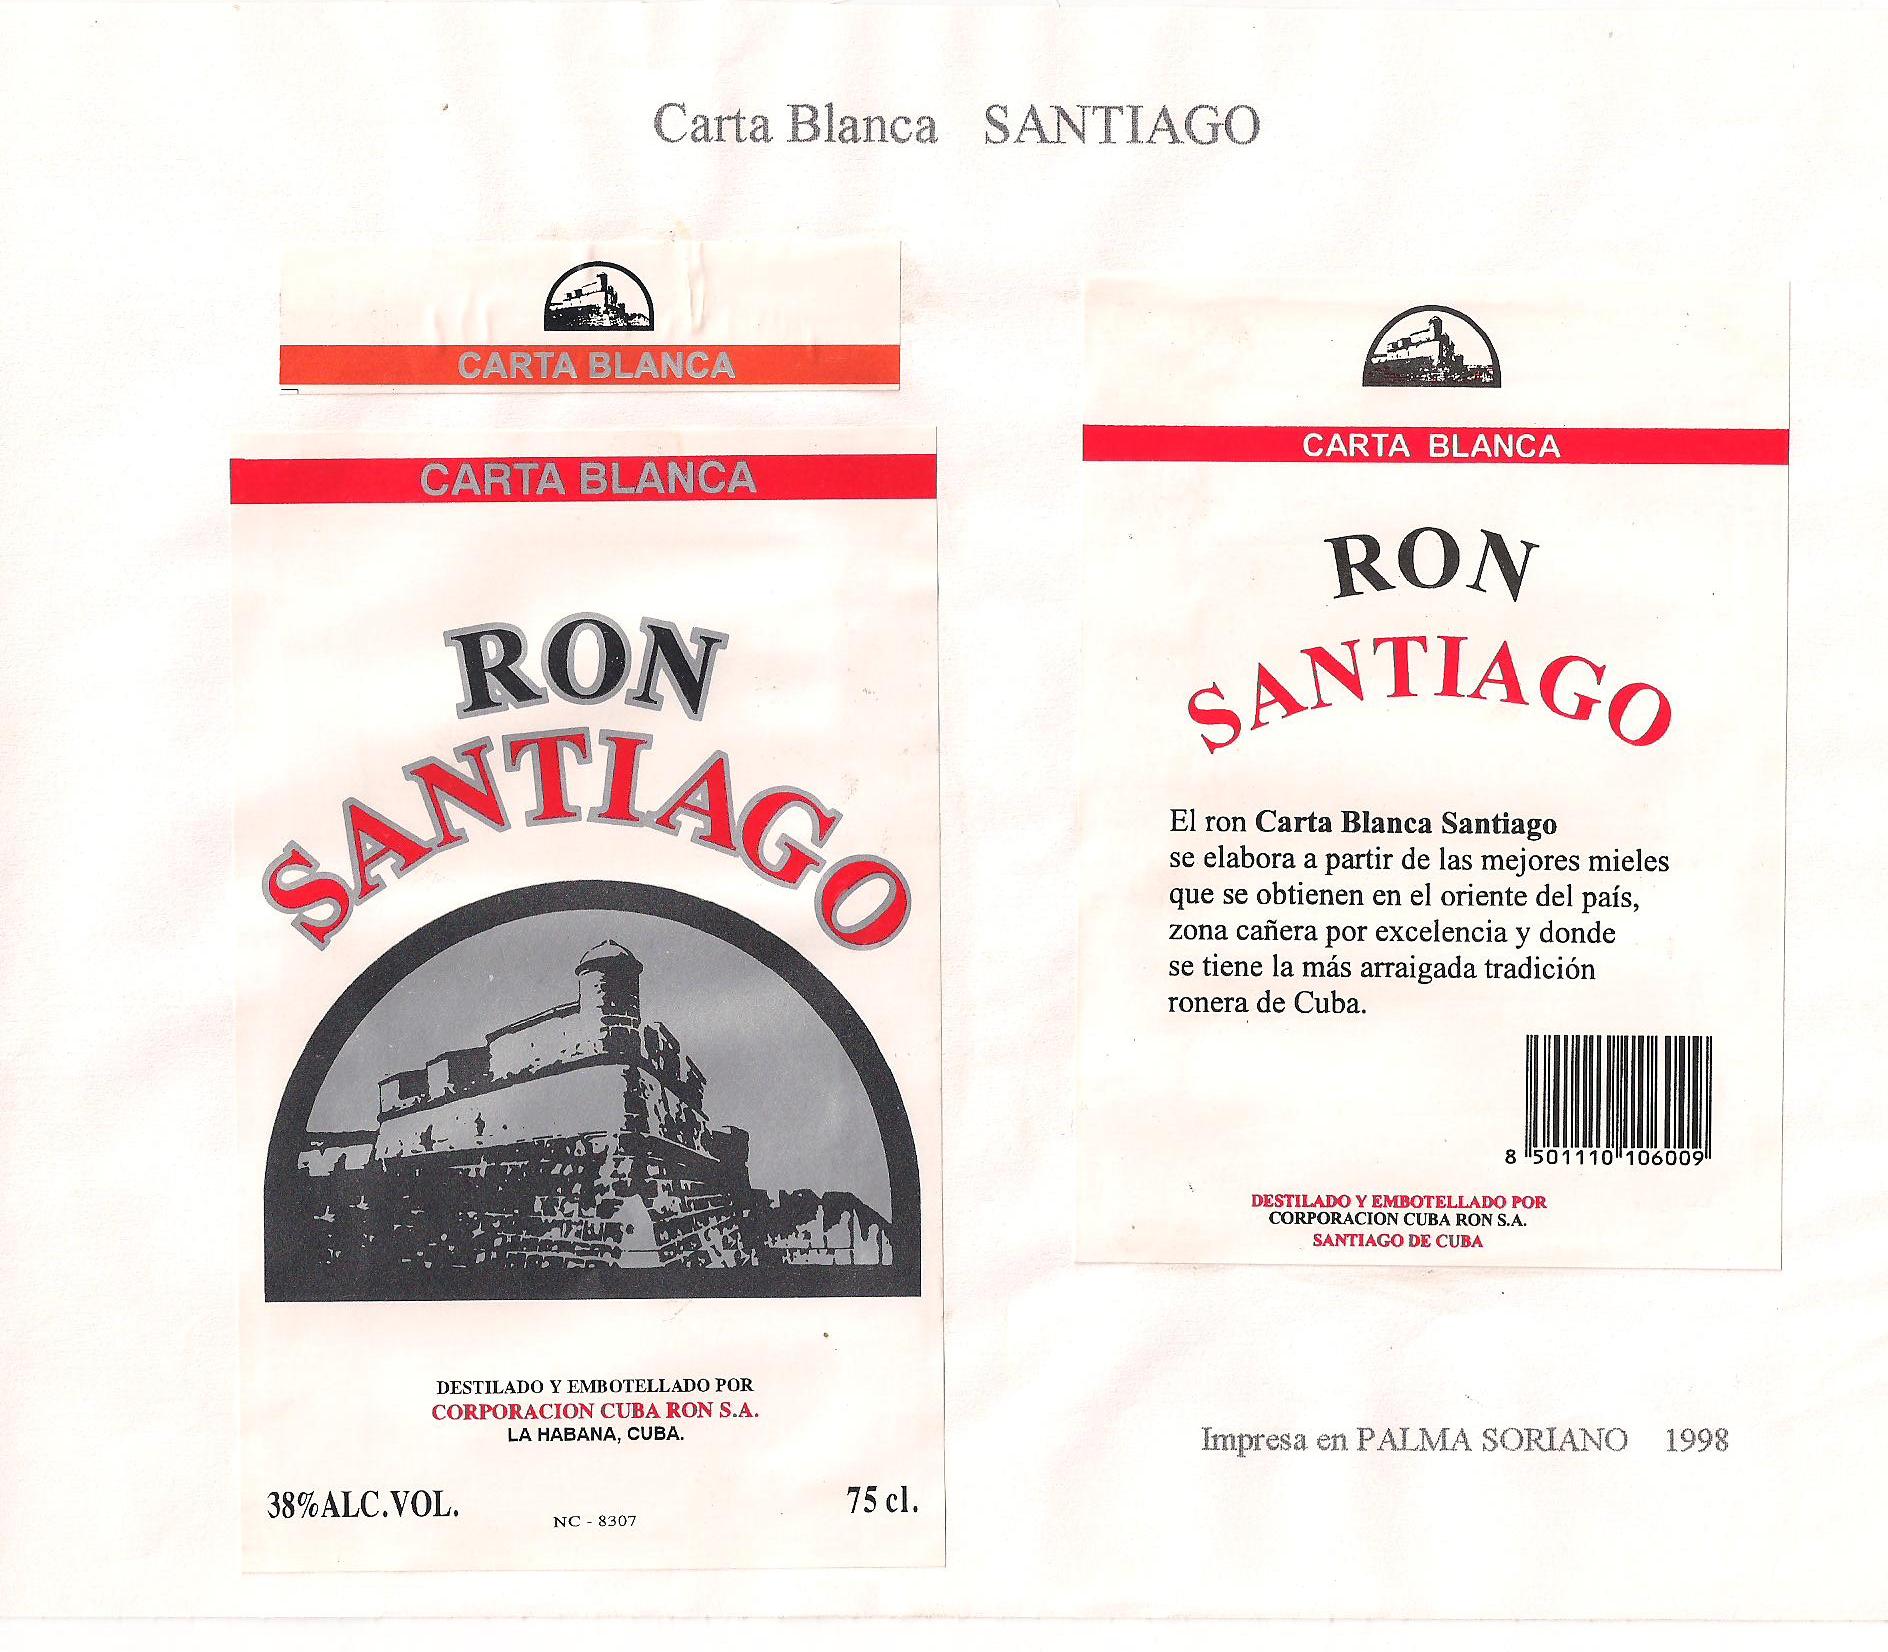 Carta Blanca SANTIAGO
CARTA BLANCA
CARTA BLANCA
RON
SANTIAGO
DESTILADO Y EMBOTELLADO POR
CORPORACION CUBA RON S.A.
LA HABANA, CUBA.
38%ALC.VOL.
NC - 8307
75 cl.
CARTA BLANCA
RON
SANTIAGO
El ron Carta Blanca Santiago
se elabora a partir de las mejores mieles
que se obtienen en el oriente del país,
zona cañera por excelencia y donde
se tiene la más arraigada tradición
ronera de Cuba.
8 501110 106009
DESTILADO Y EMBOTELLADO POR
CORPORACION CUBA RON S.A.
SANTIAGO DE CUBA
Impresa en PALMA SORIANO 1998